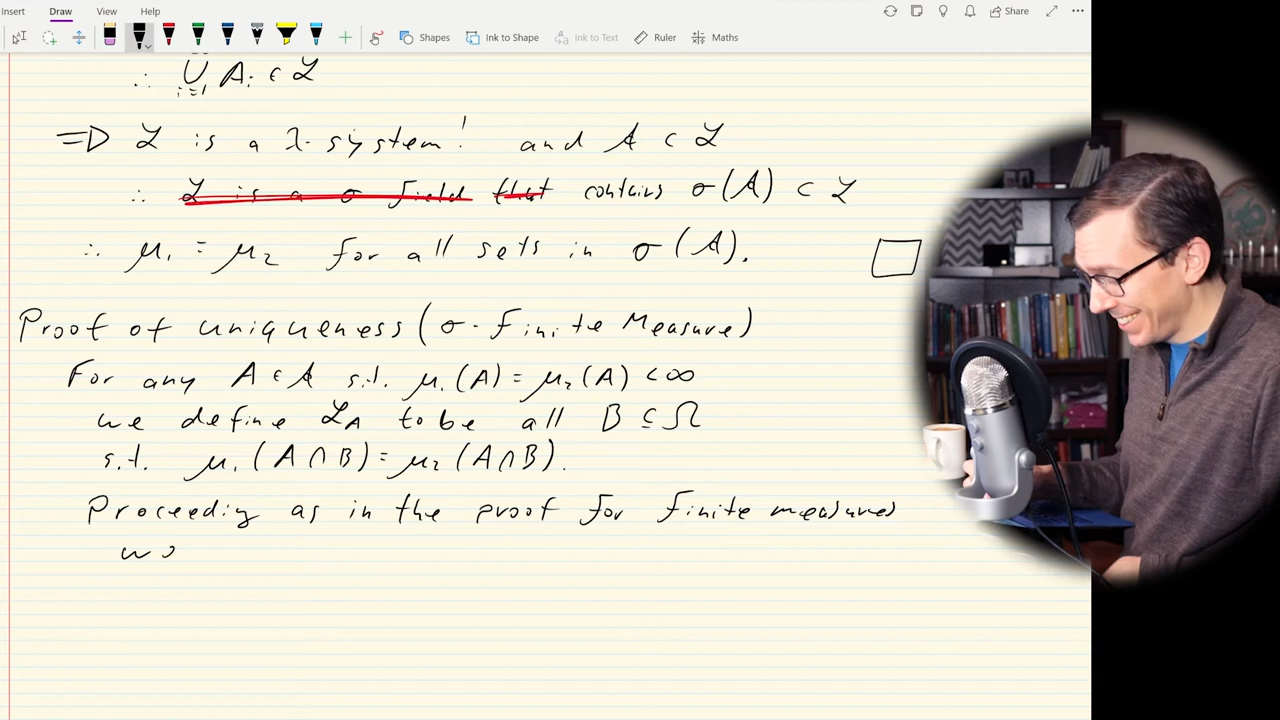 Insert Draw View Help
Share
Shapes Ink to Shape Ink to Text Ruler Maths
∴ ⋃ Aᵢ ∈ ℒ
i=1
⇒ ℒ is a λ-system! and 𝒜 ⊂ ℒ
∴ ℒ is a σ field that contains σ(𝒜) ⊂ ℒ
∴ μ₁ = μ₂ for all sets in σ(𝒜). □
Proof of uniqueness (σ-Finite Measure)
For any A ∈ 𝒜 s.t. μ₁(A) = μ₂(A) < ∞
we define ℒ_A to be all B ⊆ Ω
s.t. μ₁(A ∩ B) = μ₂(A ∩ B).
Proceeding as in the proof for finite measures